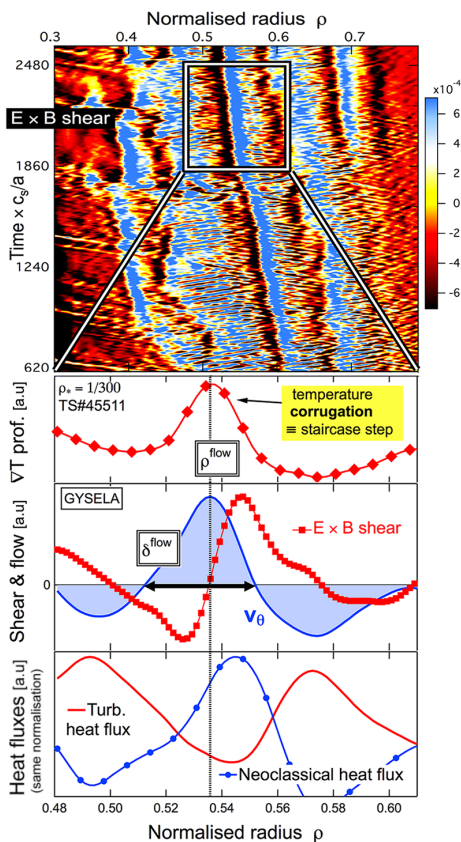 Normalised radius ρ
0.3 0.4 0.5 0.6 0.7
2480
1860
1240
620
Time × cs/a
E × B shear
x10⁻⁴
6
4
2
0
-2
-4
-6
∇T prof. [a.u]
ρ* = 1/300
TS#45511
temperature
corrugation
≡ staircase step
ρ^flow
Shear & flow [a.u]
GYSELA
E × B shear
δ^flow
0
vθ
Heat fluxes [a.u]
(same normalisation)
Turb.
heat flux
Neoclassical heat flux
0.48 0.50 0.52 0.54 0.56 0.58 0.60
Normalised radius ρ